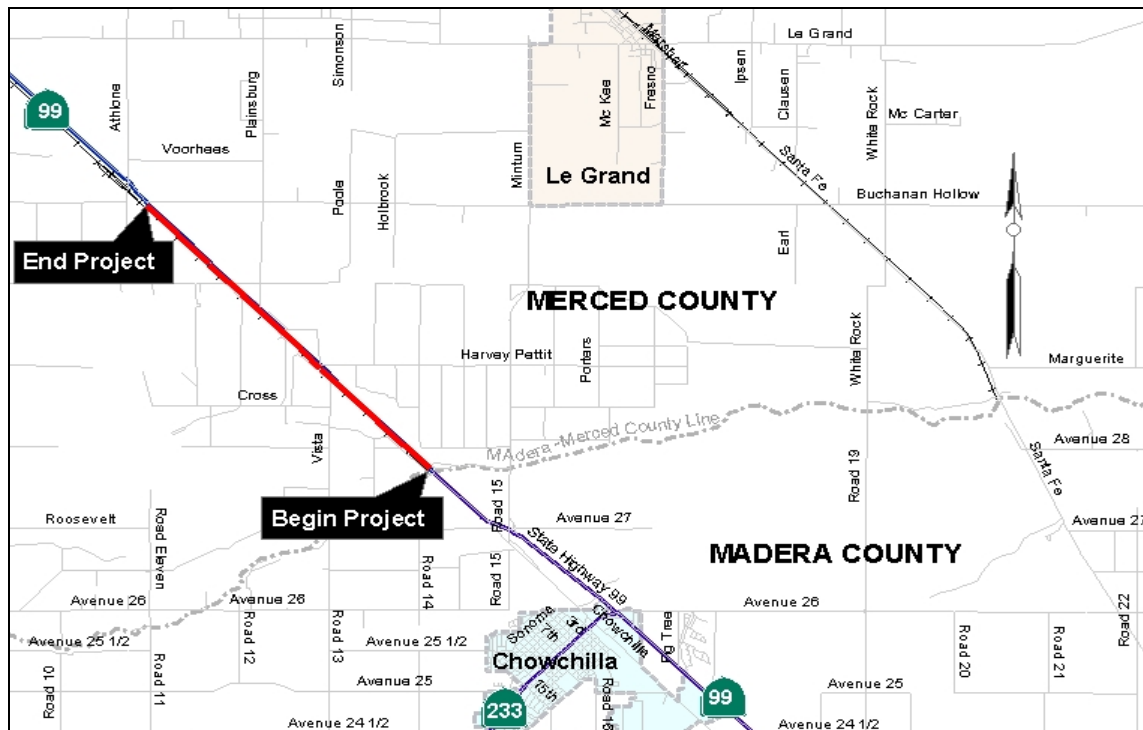 Le Grand
Marshall
Simonson
Ipsen
Fresno
Mc Kee
Clausen
Plainsburg
Athlone
99
White Rock
Mc Carter
Voorhees
Santa Fe
Minturn
Le Grand
Buchanan Hollow
Poole
Holbrook
Earl
End Project
MERCED COUNTY
Harvey Pettit
Porters
White Rock
Marguerite
Cross
MAdera -Merced County Line
Vista
Avenue 28
Santa Fe
Road 19
Road 15
Begin Project
Roosevelt
Road Eleven
Avenue 27
Avenue 27
State Highway 99
MADERA COUNTY
Road 14
Road 15
Avenue 26
Avenue 26
Avenue 26
Road 22
Sonoma
7th
3rd
Chowchilla
Avenue 25 1/2
Road 12
Road 13
Avenue 25 1/2
Road 20
Road 21
Chowchilla
Road 10
Road 11
Avenue 25
15th
Road 16
Avenue 25
233
99
Avenue 24 1/2
Avenue 24 1/2